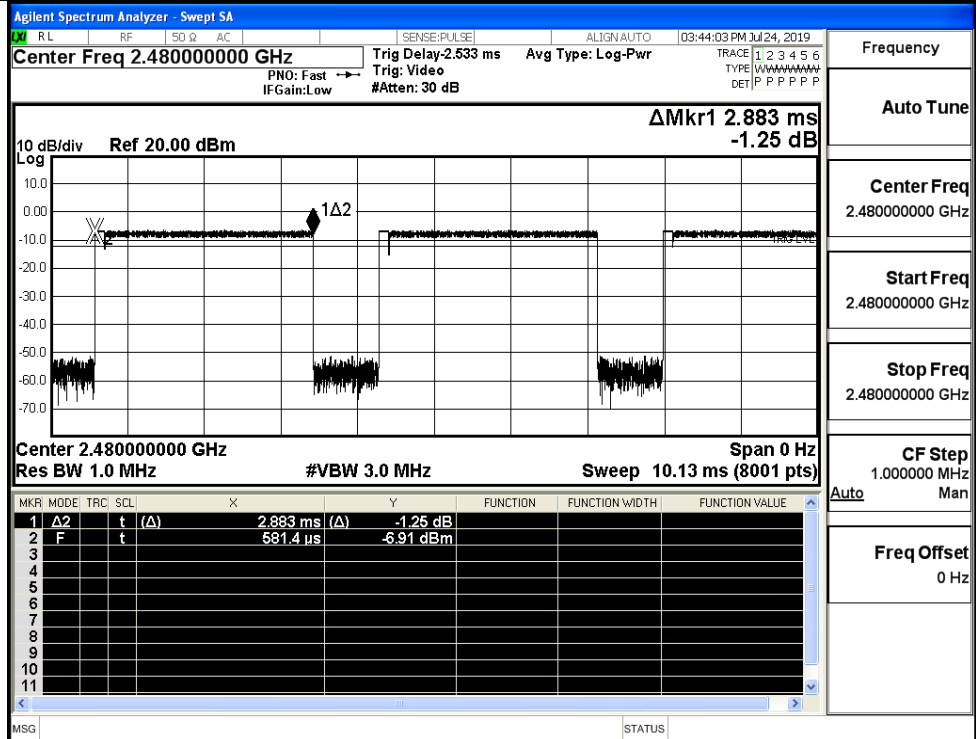 Agilent Spectrum Analyzer - Swept SA
LXI RL RF 50 Ω AC SENSE:PULSE ALIGNAUTO 03:44:03 PM Jul 24, 2019
Center Freq 2.480000000 GHz
PNO: Fast
IFGain:Low
Trig Delay-2.533 ms
Trig: Video
#Atten: 30 dB
Avg Type: Log-Pwr
TRACE 1 2 3 4 5 6
TYPE WWWWWW
DET P P P P P P
ΔMkr1 2.883 ms
-1.25 dB
10 dB/div Ref 20.00 dBm
Log
10.0
0.00
-10.0
-20.0
-30.0
-40.0
-50.0
-60.0
-70.0
1Δ2
2
TRIG LVL
Center 2.480000000 GHz Span 0 Hz
Res BW 1.0 MHz #VBW 3.0 MHz Sweep 10.13 ms (8001 pts)
MKR MODE TRC SCL X Y FUNCTION FUNCTION WIDTH FUNCTION VALUE
1 Δ2 t (Δ) 2.883 ms (Δ) -1.25 dB
2 F t 581.4 µs -6.91 dBm
3
4
5
6
7
8
9
10
11
MSG STATUS
Frequency
Auto Tune
Center Freq
2.480000000 GHz
Start Freq
2.480000000 GHz
Stop Freq
2.480000000 GHz
CF Step
1.000000 MHz
Auto Man
Freq Offset
0 Hz